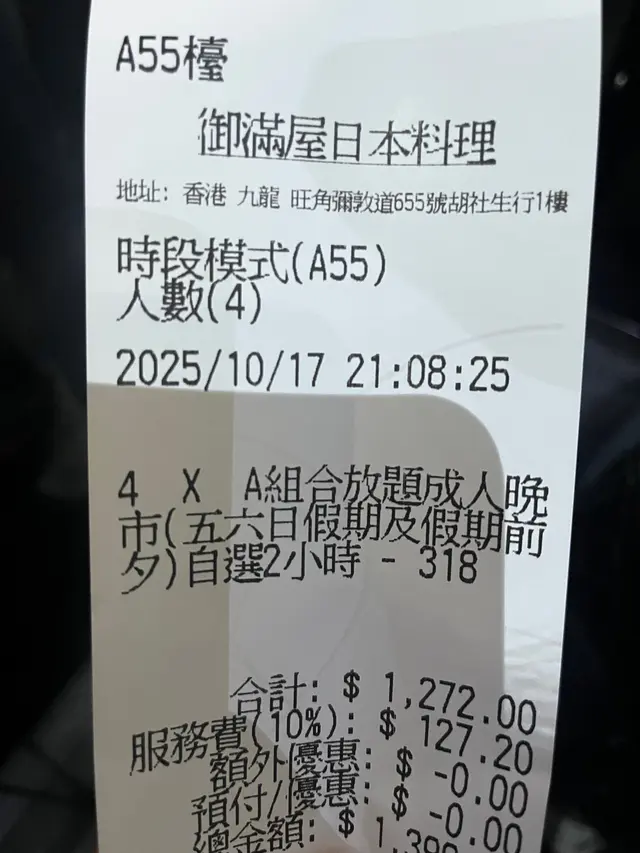 A55檯
御滿屋日本料理
地址: 香港 九龍 旺角彌敦道655號胡社生行1樓
時段模式(A55)
人數(4)
2025/10/17 21:08:25
4 X A組合放題成人晚
市(五六日假期及假期前
夕)自選2小時 - 318
合計: $ 1,272.00
服務費(10%): $ 127.20
額外優惠: $ -0.00
預付/優惠: $ -0.00
總金額: $